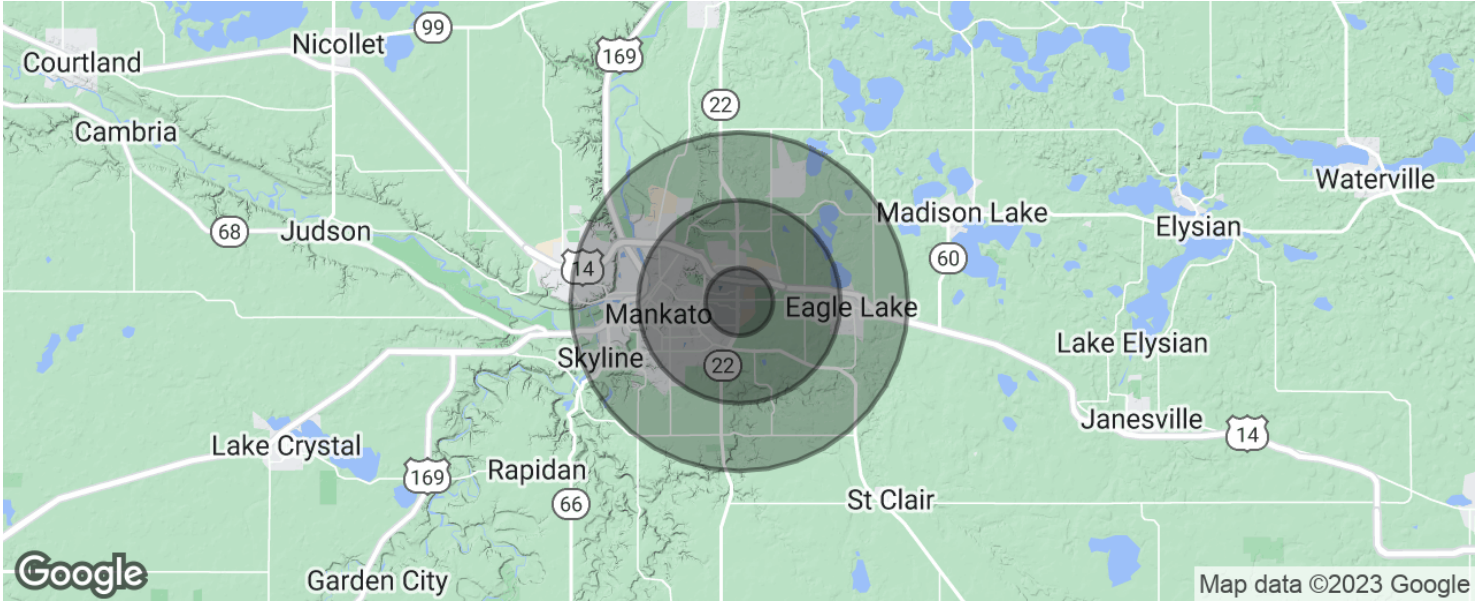 99
Nicollet
169
Courtland
22
Cambria
Waterville
Madison Lake
Elysian
68
Judson
60
14
Eagle Lake
Mankato
Lake Elysian
Skyline
22
Janesville
14
Lake Crystal
169
Rapidan
66
St Clair
Google
Garden City
Map data ©2023 Google